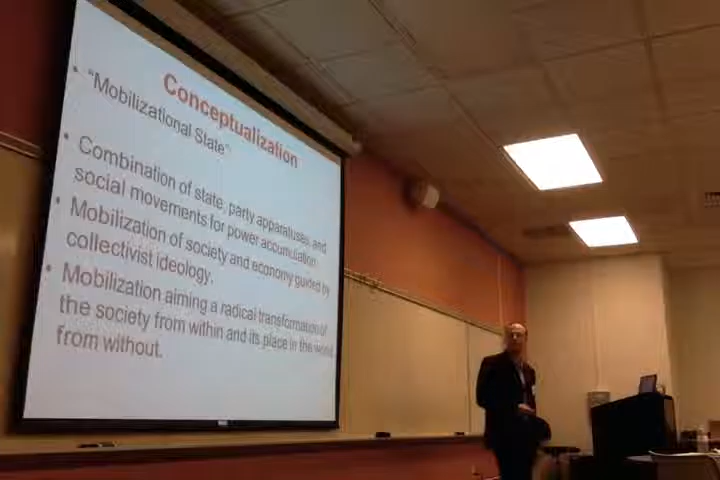 Conceptualization
• "Mobilizational State"
• Combination of state, party apparatuses, and
social movements for power accumulation.
• Mobilization of society and economy guided by
collectivist ideology.
• Mobilization aiming a radical transformation of
the society from within and its place in the world
from without.